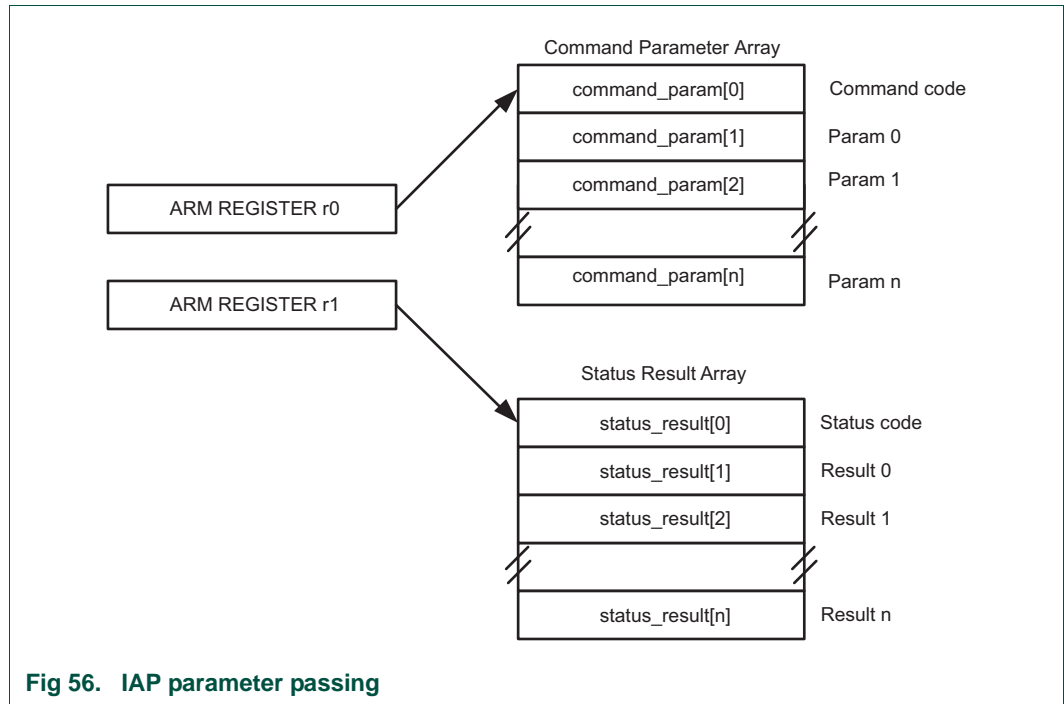 Command Parameter Array
command_param[0] Command code
command_param[1] Param 0
command_param[2] Param 1
ARM REGISTER r0
command_param[n] Param n
ARM REGISTER r1
Status Result Array
status_result[0] Status code
status_result[1] Result 0
status_result[2] Result 1
status_result[n] Result n
Fig 56. IAP parameter passing